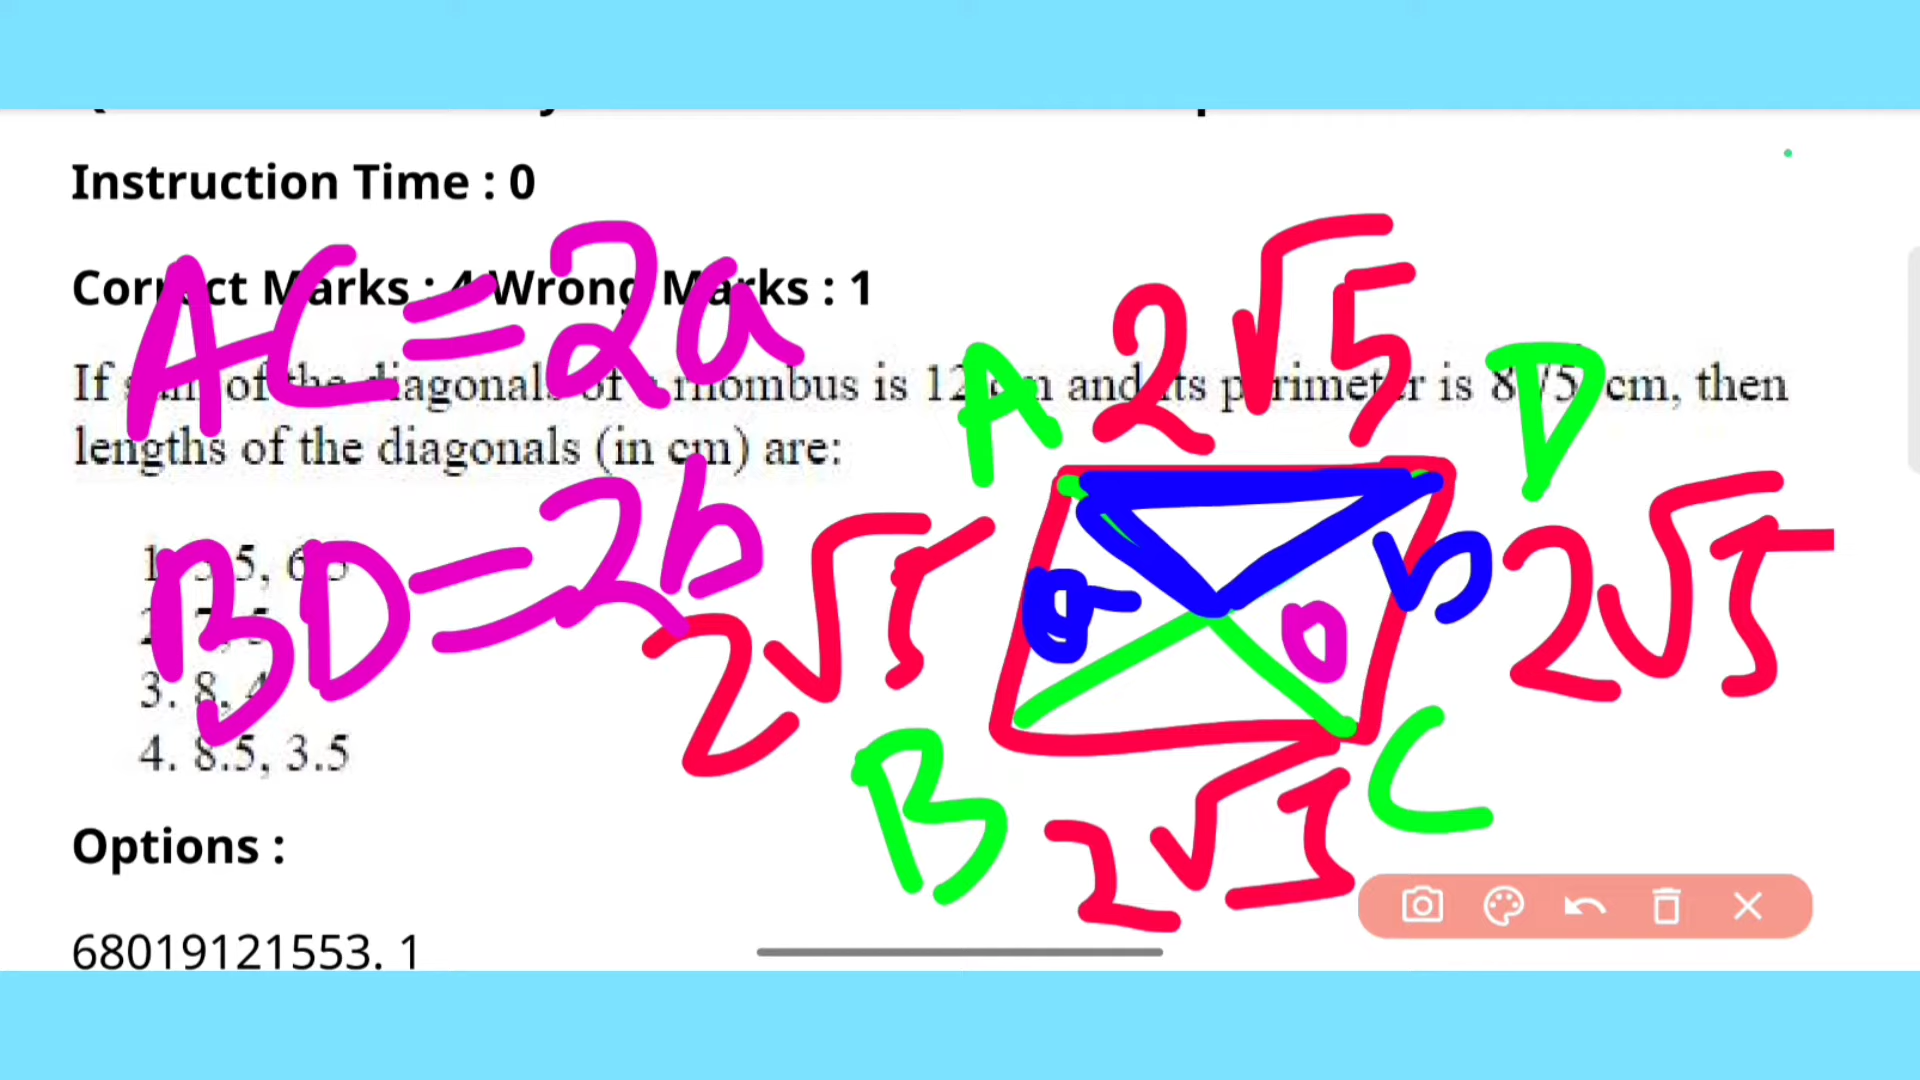 Instruction Time : 0
Correct Marks : 4 Wrong Marks : 1
AC=2a
If sum of the diagonals of a rhombus is 12 cm and its perimeter is 8√5 cm, then
lengths of the diagonals (in cm) are:
2√5
A
D
BD=2b
2√5
a
b
0
2√5
3. 8, 4
4. 8.5, 3.5
B
C
2√5
Options :
68019121553. 1